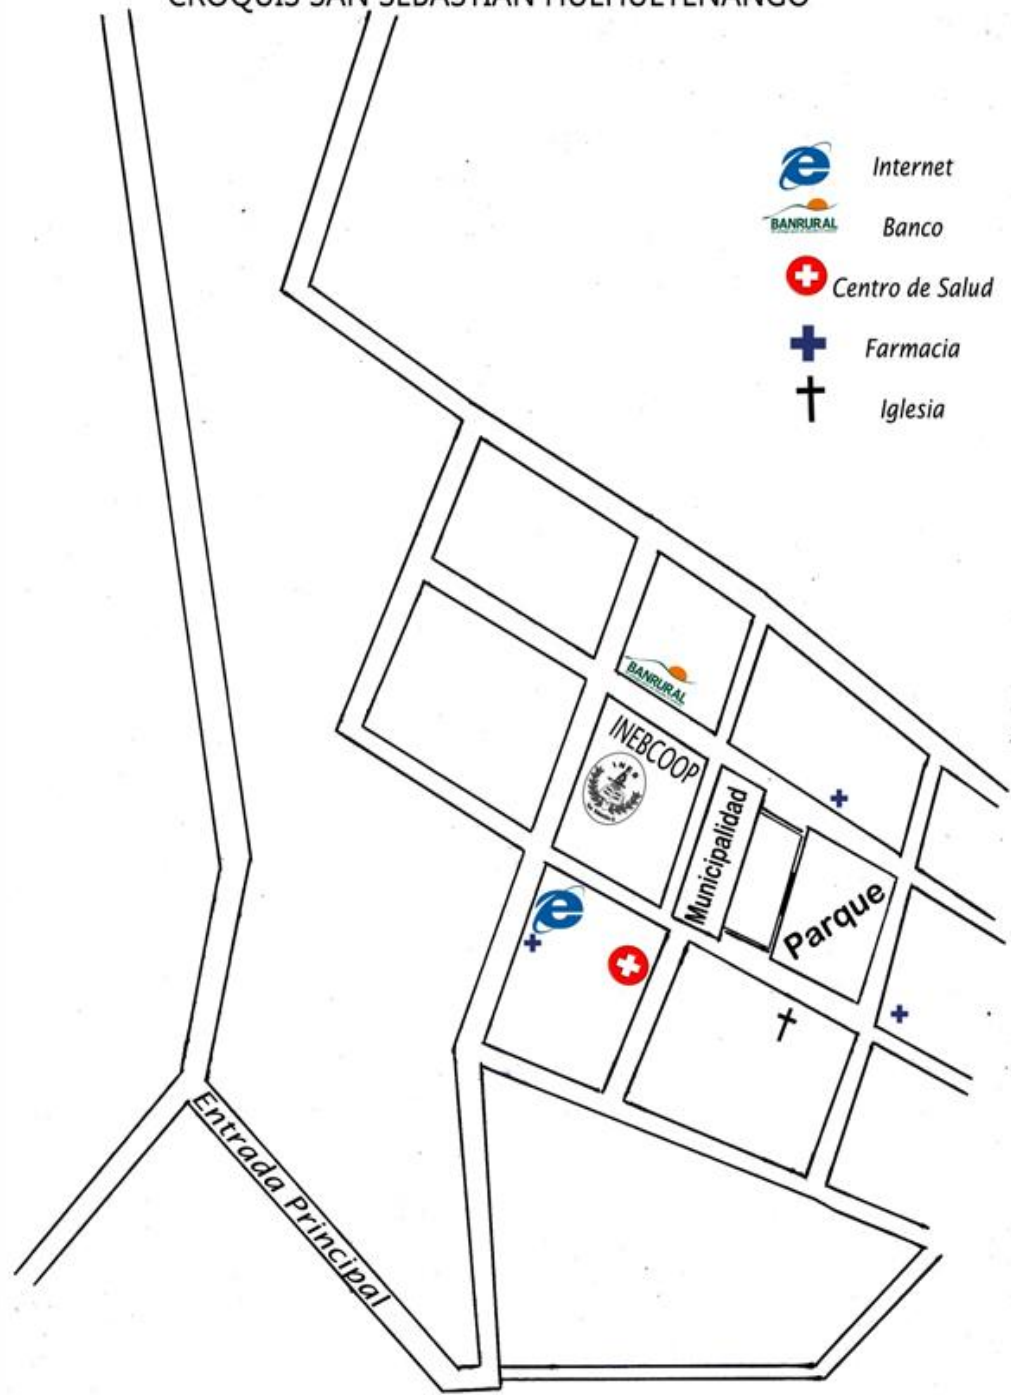 CROQUIS SAN SEBASTIAN HUEHUETENANGO
Internet
BANRURAL
Banco
Centro de Salud
Farmacia
Iglesia
BANRURAL
INEBCOOP
Municipalidad
Parque
Entrada Principal